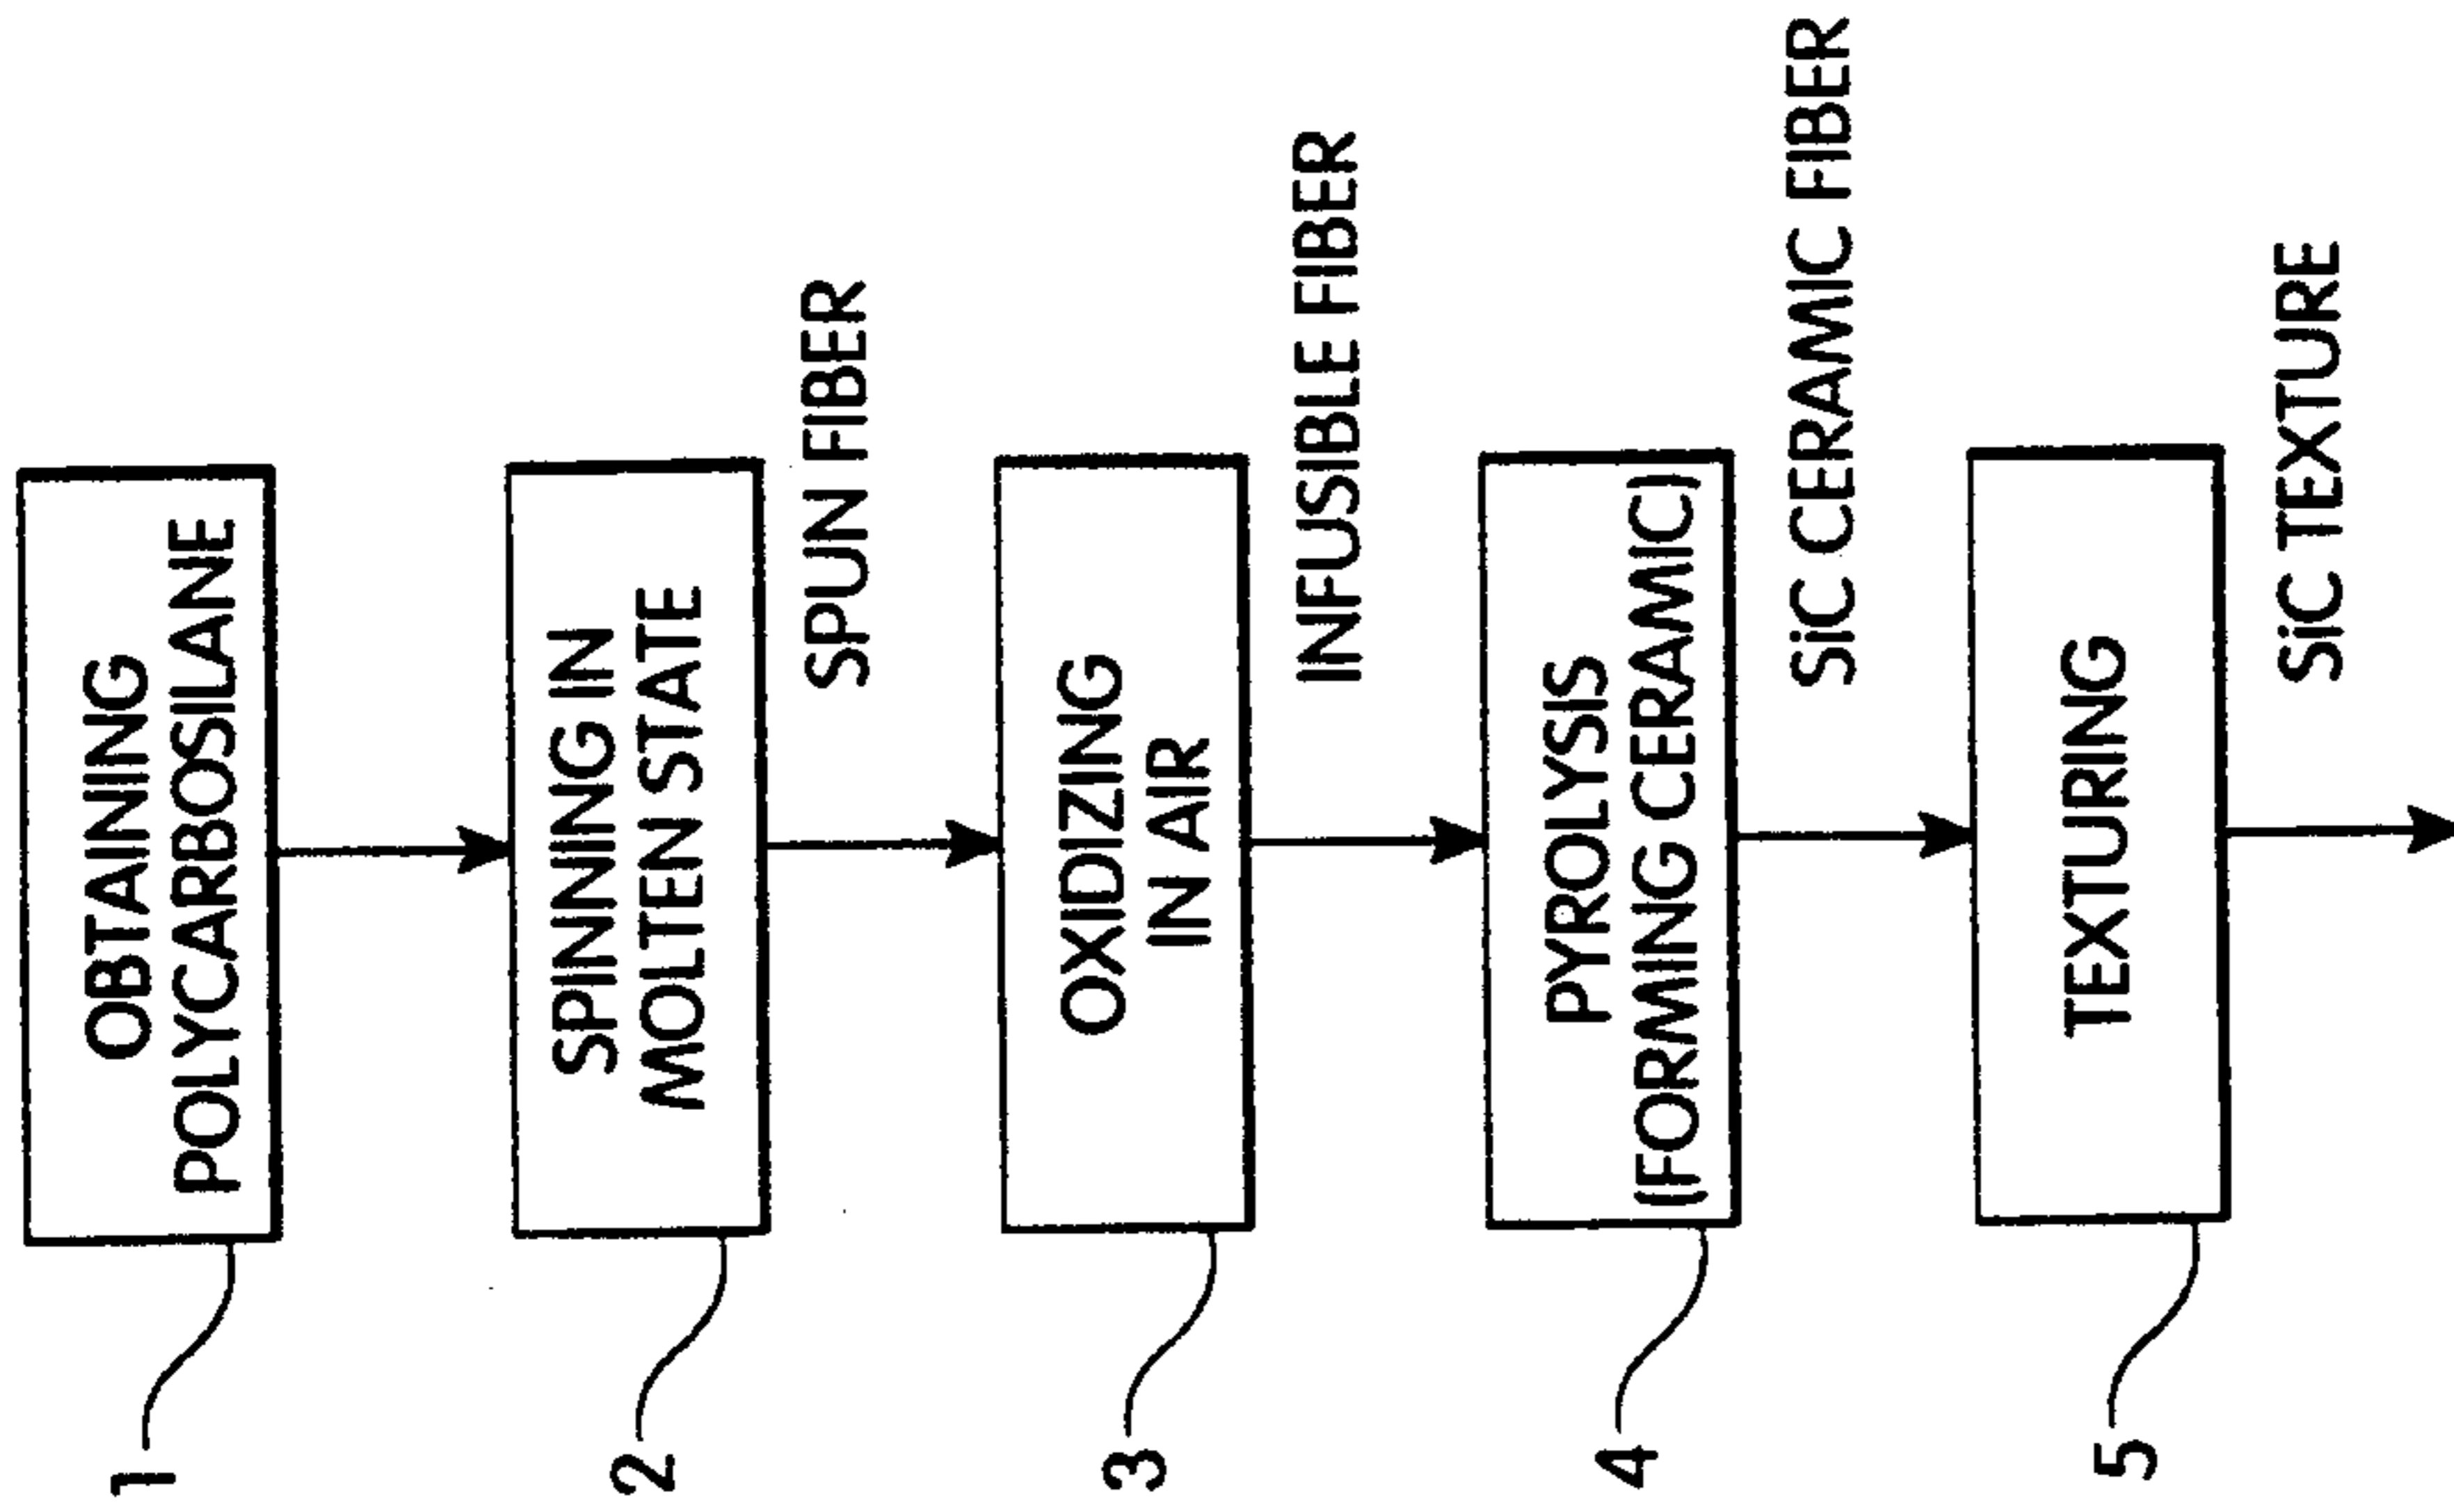 1
OBTAINING
POLYCARBOSILANE
2
SPINNING IN
MOLTEN STATE
SPUN FIBER
3
OXIDIZING
IN AIR
INFUSIBLE FIBER
4
PYROLYSIS
(FORMING CERAMIC)
SiC CERAMIC FIBER
5
TEXTURING
SiC TEXTURE